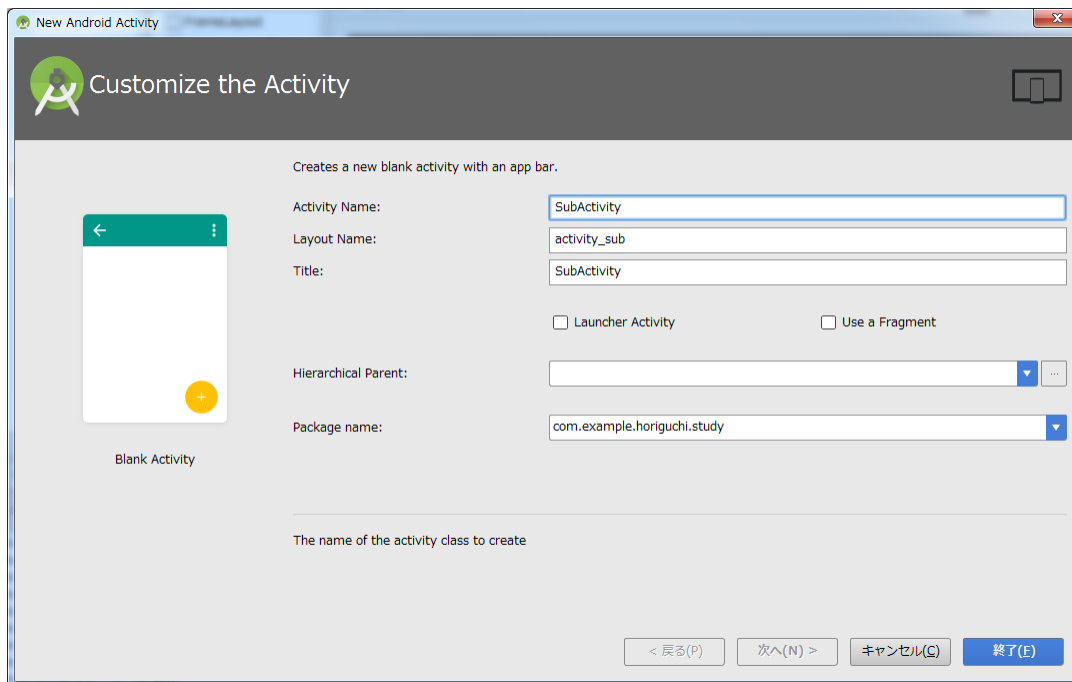 New Android Activity
Customize the Activity
Creates a new blank activity with an app bar.
Activity Name: SubActivity
Layout Name: activity_sub
Title: SubActivity
Launcher Activity Use a Fragment
Hierarchical Parent: ...
Package name: com.example.horiguchi.study
Blank Activity
The name of the activity class to create
< 戻る(P) 次へ(N) > キャンセル(C) 終了(F)